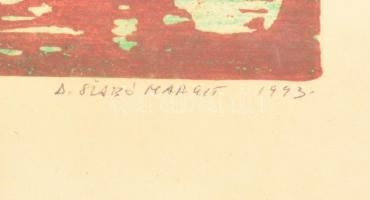 D. SZABÓ MARGIT 1993.